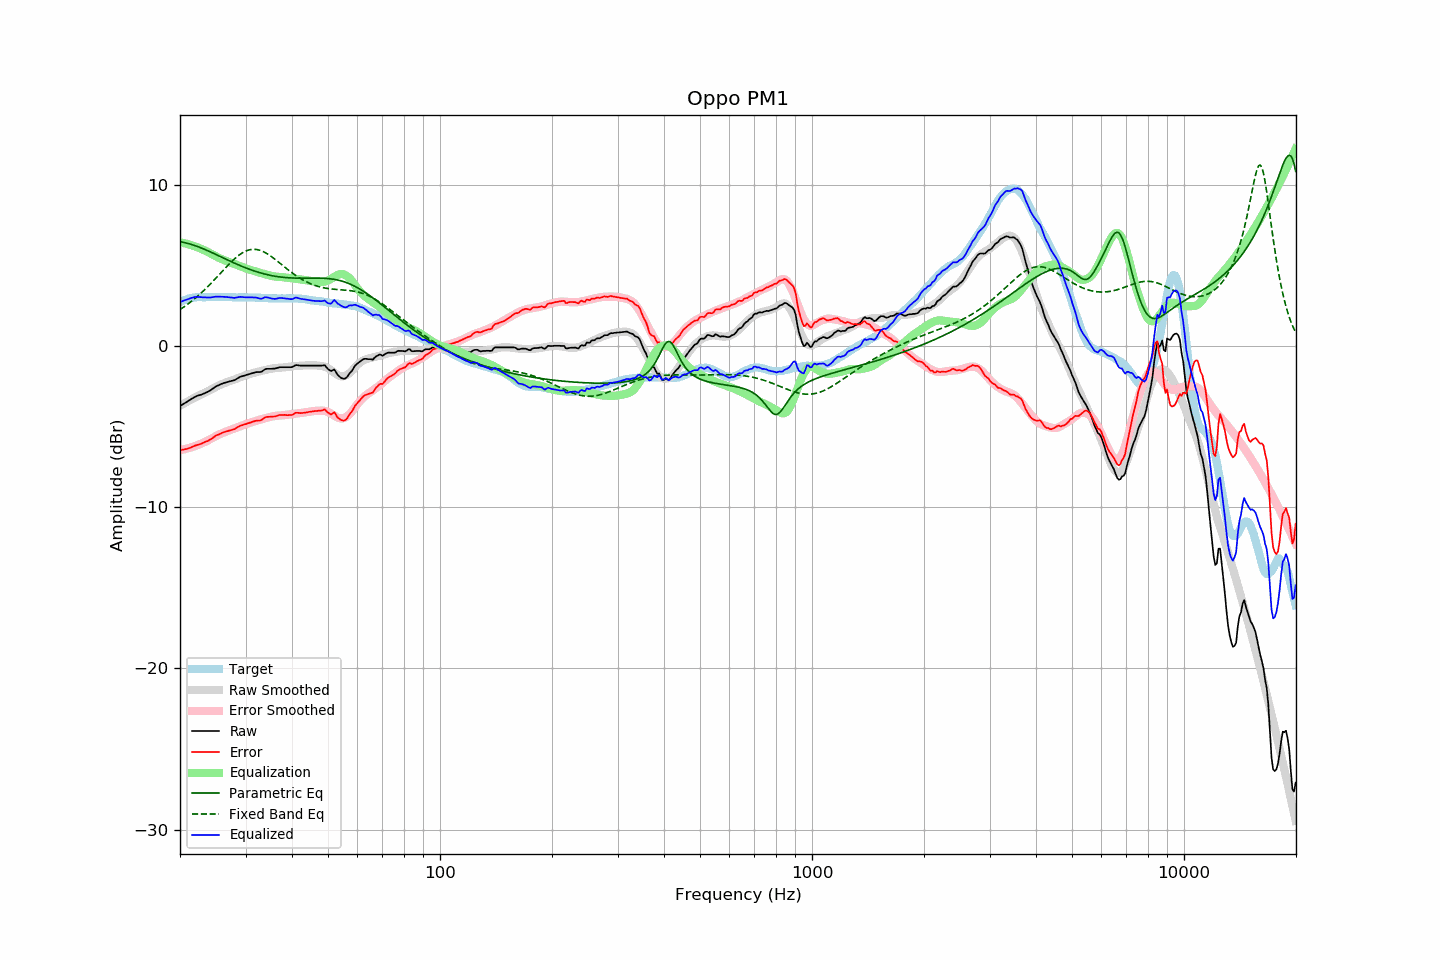 Oppo PM1
10
0
−10
−20
−30
Amplitude (dBr)
Target
Raw Smoothed
Error Smoothed
Raw
Error
Equalization
Parametric Eq
Fixed Band Eq
Equalized
100
1000
10000
Frequency (Hz)